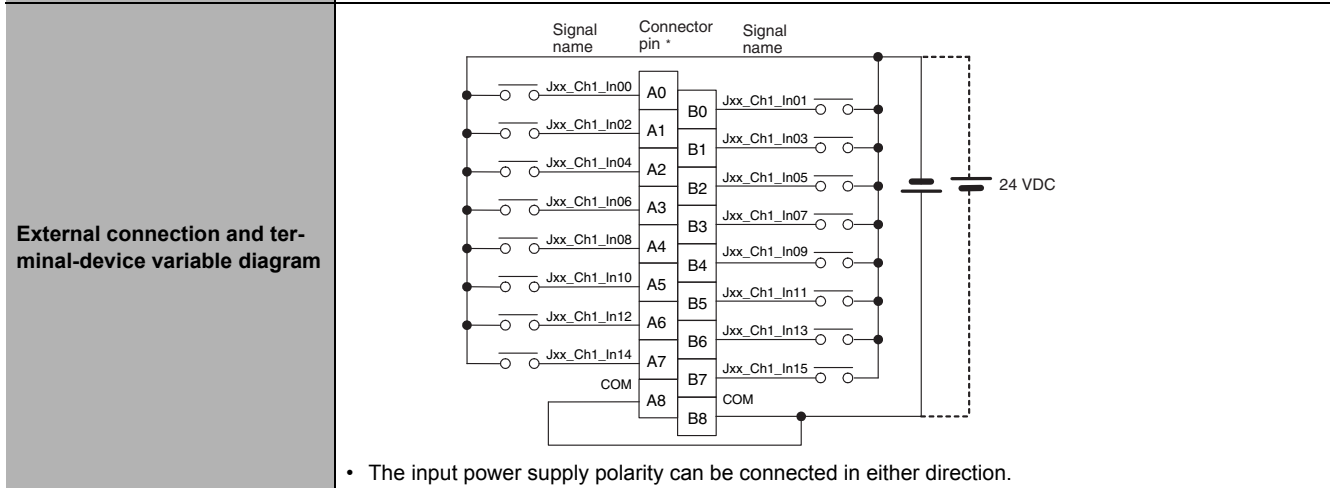 External connection and ter-
minal-device variable diagram
Signal
name
Connector
pin *
Signal
name
Jxx_Ch1_In00
A0
B0
Jxx_Ch1_In01
Jxx_Ch1_In02
A1
B1
Jxx_Ch1_In03
Jxx_Ch1_In04
A2
B2
Jxx_Ch1_In05
Jxx_Ch1_In06
A3
B3
Jxx_Ch1_In07
Jxx_Ch1_In08
A4
B4
Jxx_Ch1_In09
Jxx_Ch1_In10
A5
B5
Jxx_Ch1_In11
Jxx_Ch1_In12
A6
B6
Jxx_Ch1_In13
Jxx_Ch1_In14
A7
B7
Jxx_Ch1_In15
COM
A8
B8
COM
24 VDC
• The input power supply polarity can be connected in either direction.